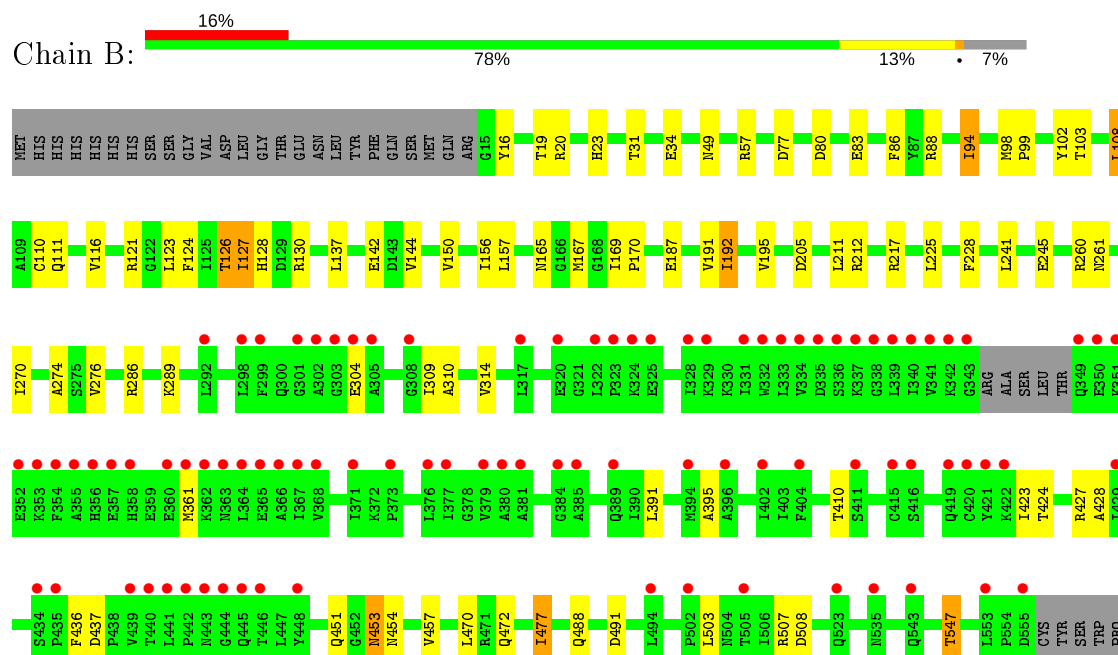 16%
Chain B:
78% 13% • 7%
MET HIS HIS HIS HIS HIS HIS SER SER GLY VAL ASP LEU GLY THR GLU ASN LEU TYR PHE GLN SER MET GLN ARG G15 Y16 T19 R20 H23 T31 E34 N49 R57 D77 D80 E83 F86 Y87 R88 I94 M98 P99 Y102 T103 L108
A109 C110 Q111 V116 R121 G122 L123 F124 I125 T126 I127 H128 D129 R130 L137 E142 D143 V144 V150 I156 L157 N165 G166 M167 G168 I169 P170 E187 V191 I192 V195 D205 L211 R212 R217 L225 F228 L241 E245 R260 N261
I270 A274 S275 V276 R286 K289 L292 L298 F299 Q300 G301 A302 G303 E304 A305 G308 I309 A310 V314 L317 E320 G321 L322 P323 K324 E325 I328 K329 K330 I331 W332 L333 V334 D335 S336 K337 G338 L339 I340 V341 K342 G343 ARG ALA SER LEU THR Q349 E350 K351
E352 K353 F354 A355 H356 E357 H358 E359 E360 M361 K362 N363 L364 E365 A366 I367 V368 I371 K372 P373 L376 I377 G378 V379 A380 A381 G384 A385 Q389 I390 L391 M394 A395 A396 I402 I403 F404 T410 S411 C415 S416 Q419 C420 Y421 K422 I423 T424 R427 A428
S434 P435 F436 D437 P438 V439 T440 L441 P442 N443 G444 Q445 T446 L447 Y448 Q451 G452 N453 N454 V457 L470 R471 Q472 I477 Q488 D491 L494 P502 L503 N504 T505 I506 R507 D508 Q523 N535 Q543 T547 L553 P554 D555 CYS TYR SER TRP